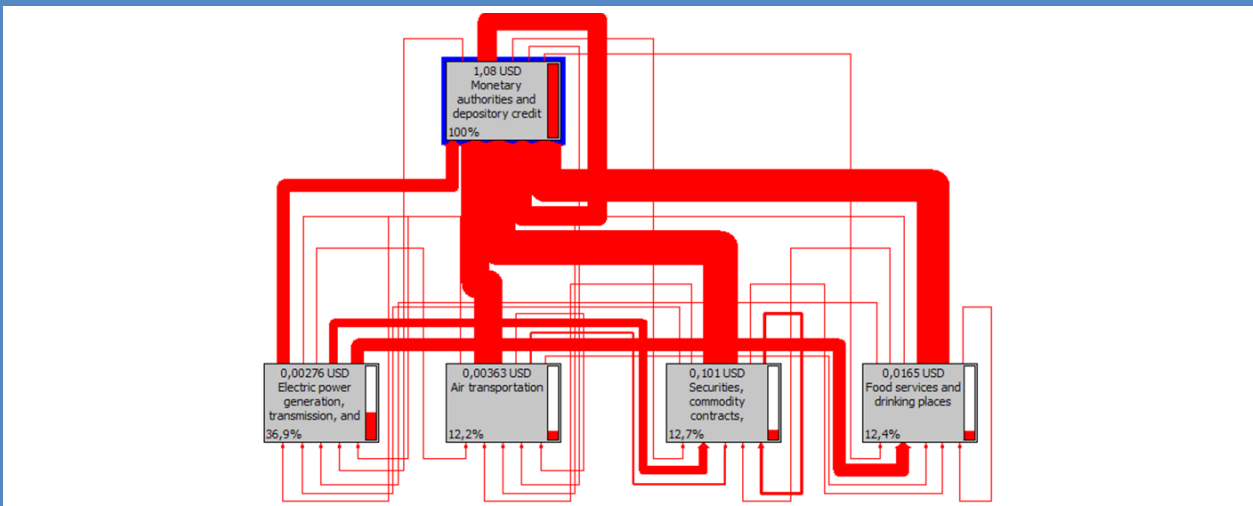 1,08 USD
Monetary
authorities and
depository credit
100%
0,00276 USD
Electric power
generation,
transmission, and
36,9%
0,00363 USD
Air transportation
12,2%
0,101 USD
Securities,
commodity
contracts,
12,7%
0,0165 USD
Food services and
drinking places
12,4%